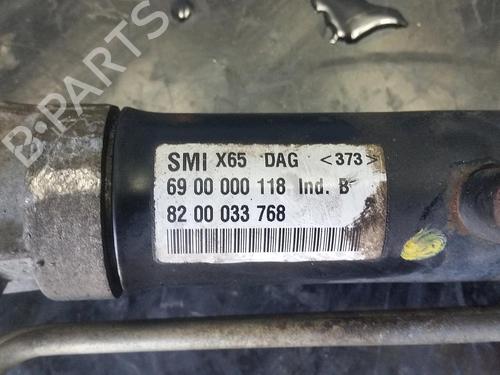 B-PARTS
SMI X65 DAG <373>
69 00 000 118 Ind. B
82 00 033 768